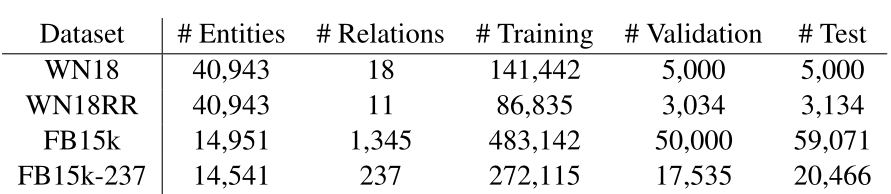 Dataset # Entities # Relations # Training # Validation # Test
WN18 40,943 18 141,442 5,000 5,000
WN18RR 40,943 11 86,835 3,034 3,134
FB15k 14,951 1,345 483,142 50,000 59,071
FB15k-237 14,541 237 272,115 17,535 20,466